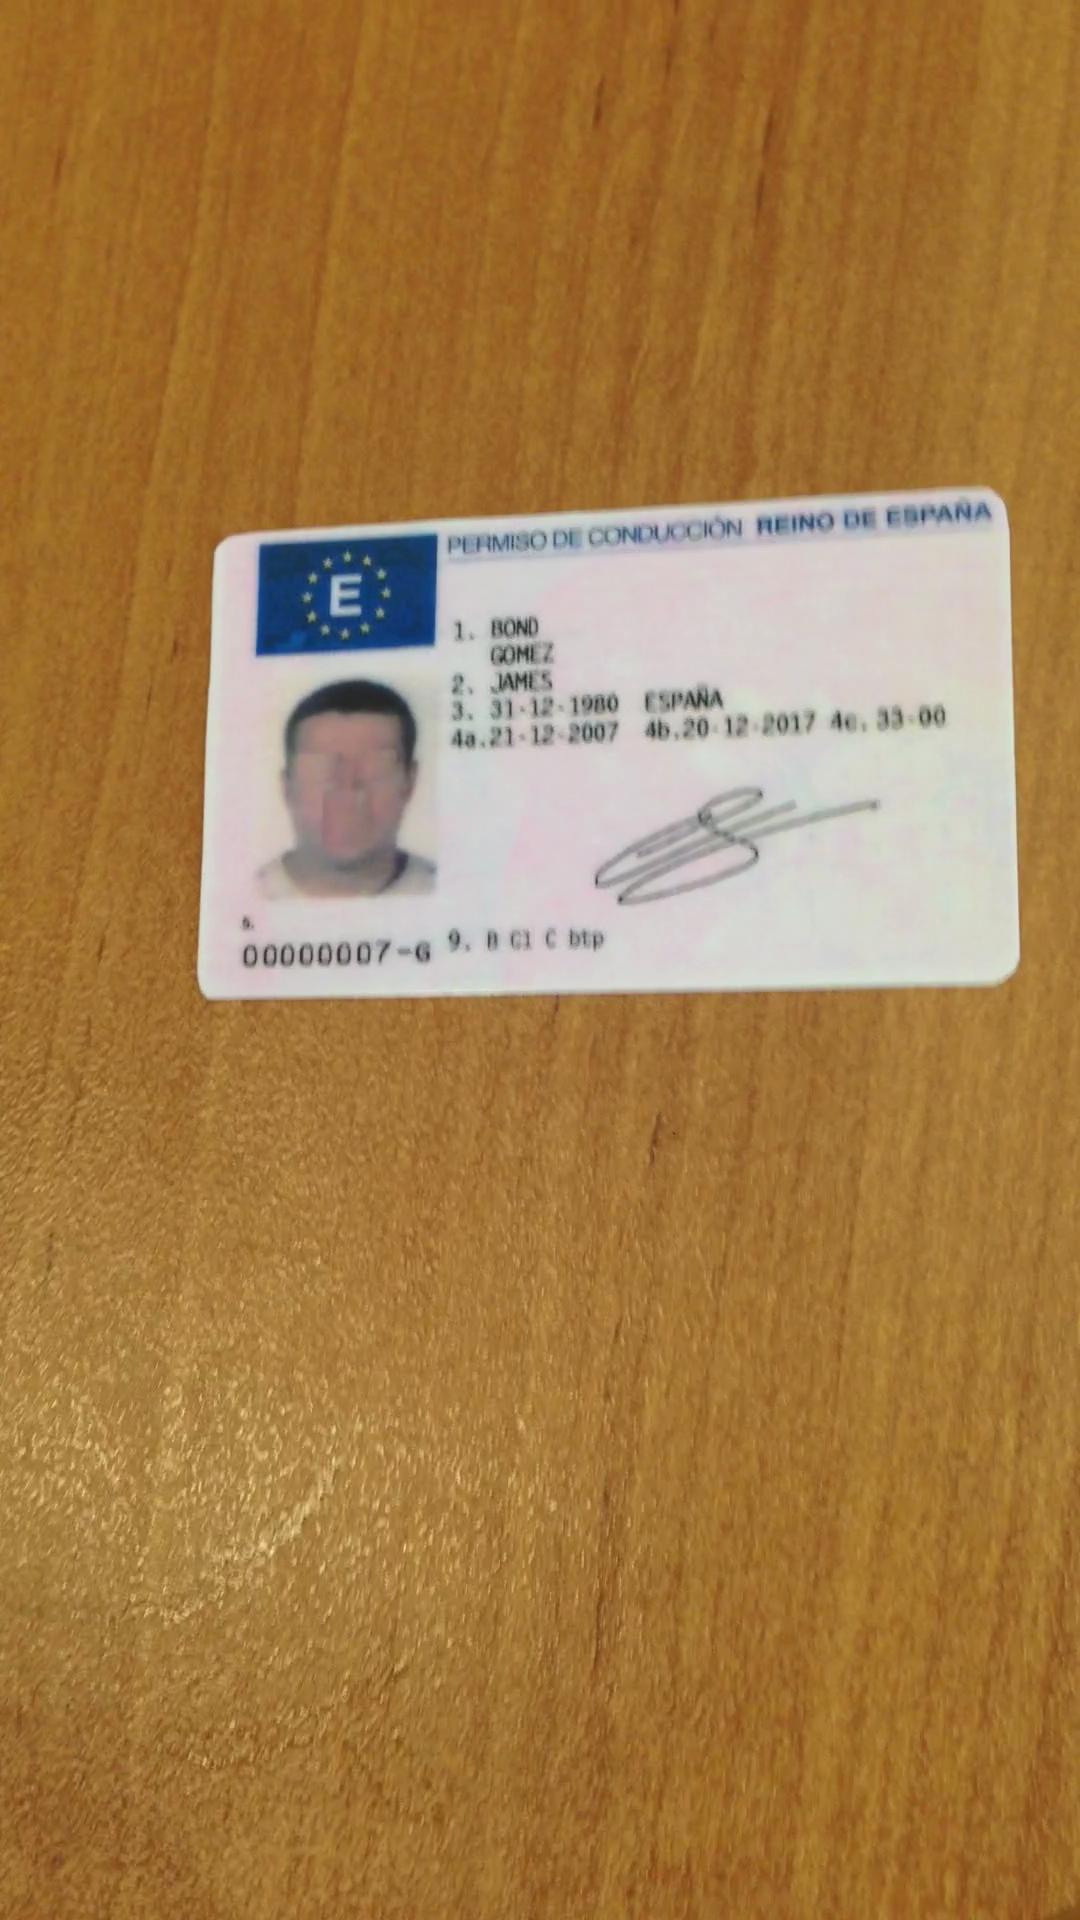 E
PERMISO DE CONDUCCIÓN REINO DE ESPAÑA
1. BOND
GOMEZ
2. JAMES
3. 31-12-1980 ESPAÑA
4a.21-12-2007 4b.20-12-2017 4c. 33-00
5.
00000007-G
9. B C1 C btp